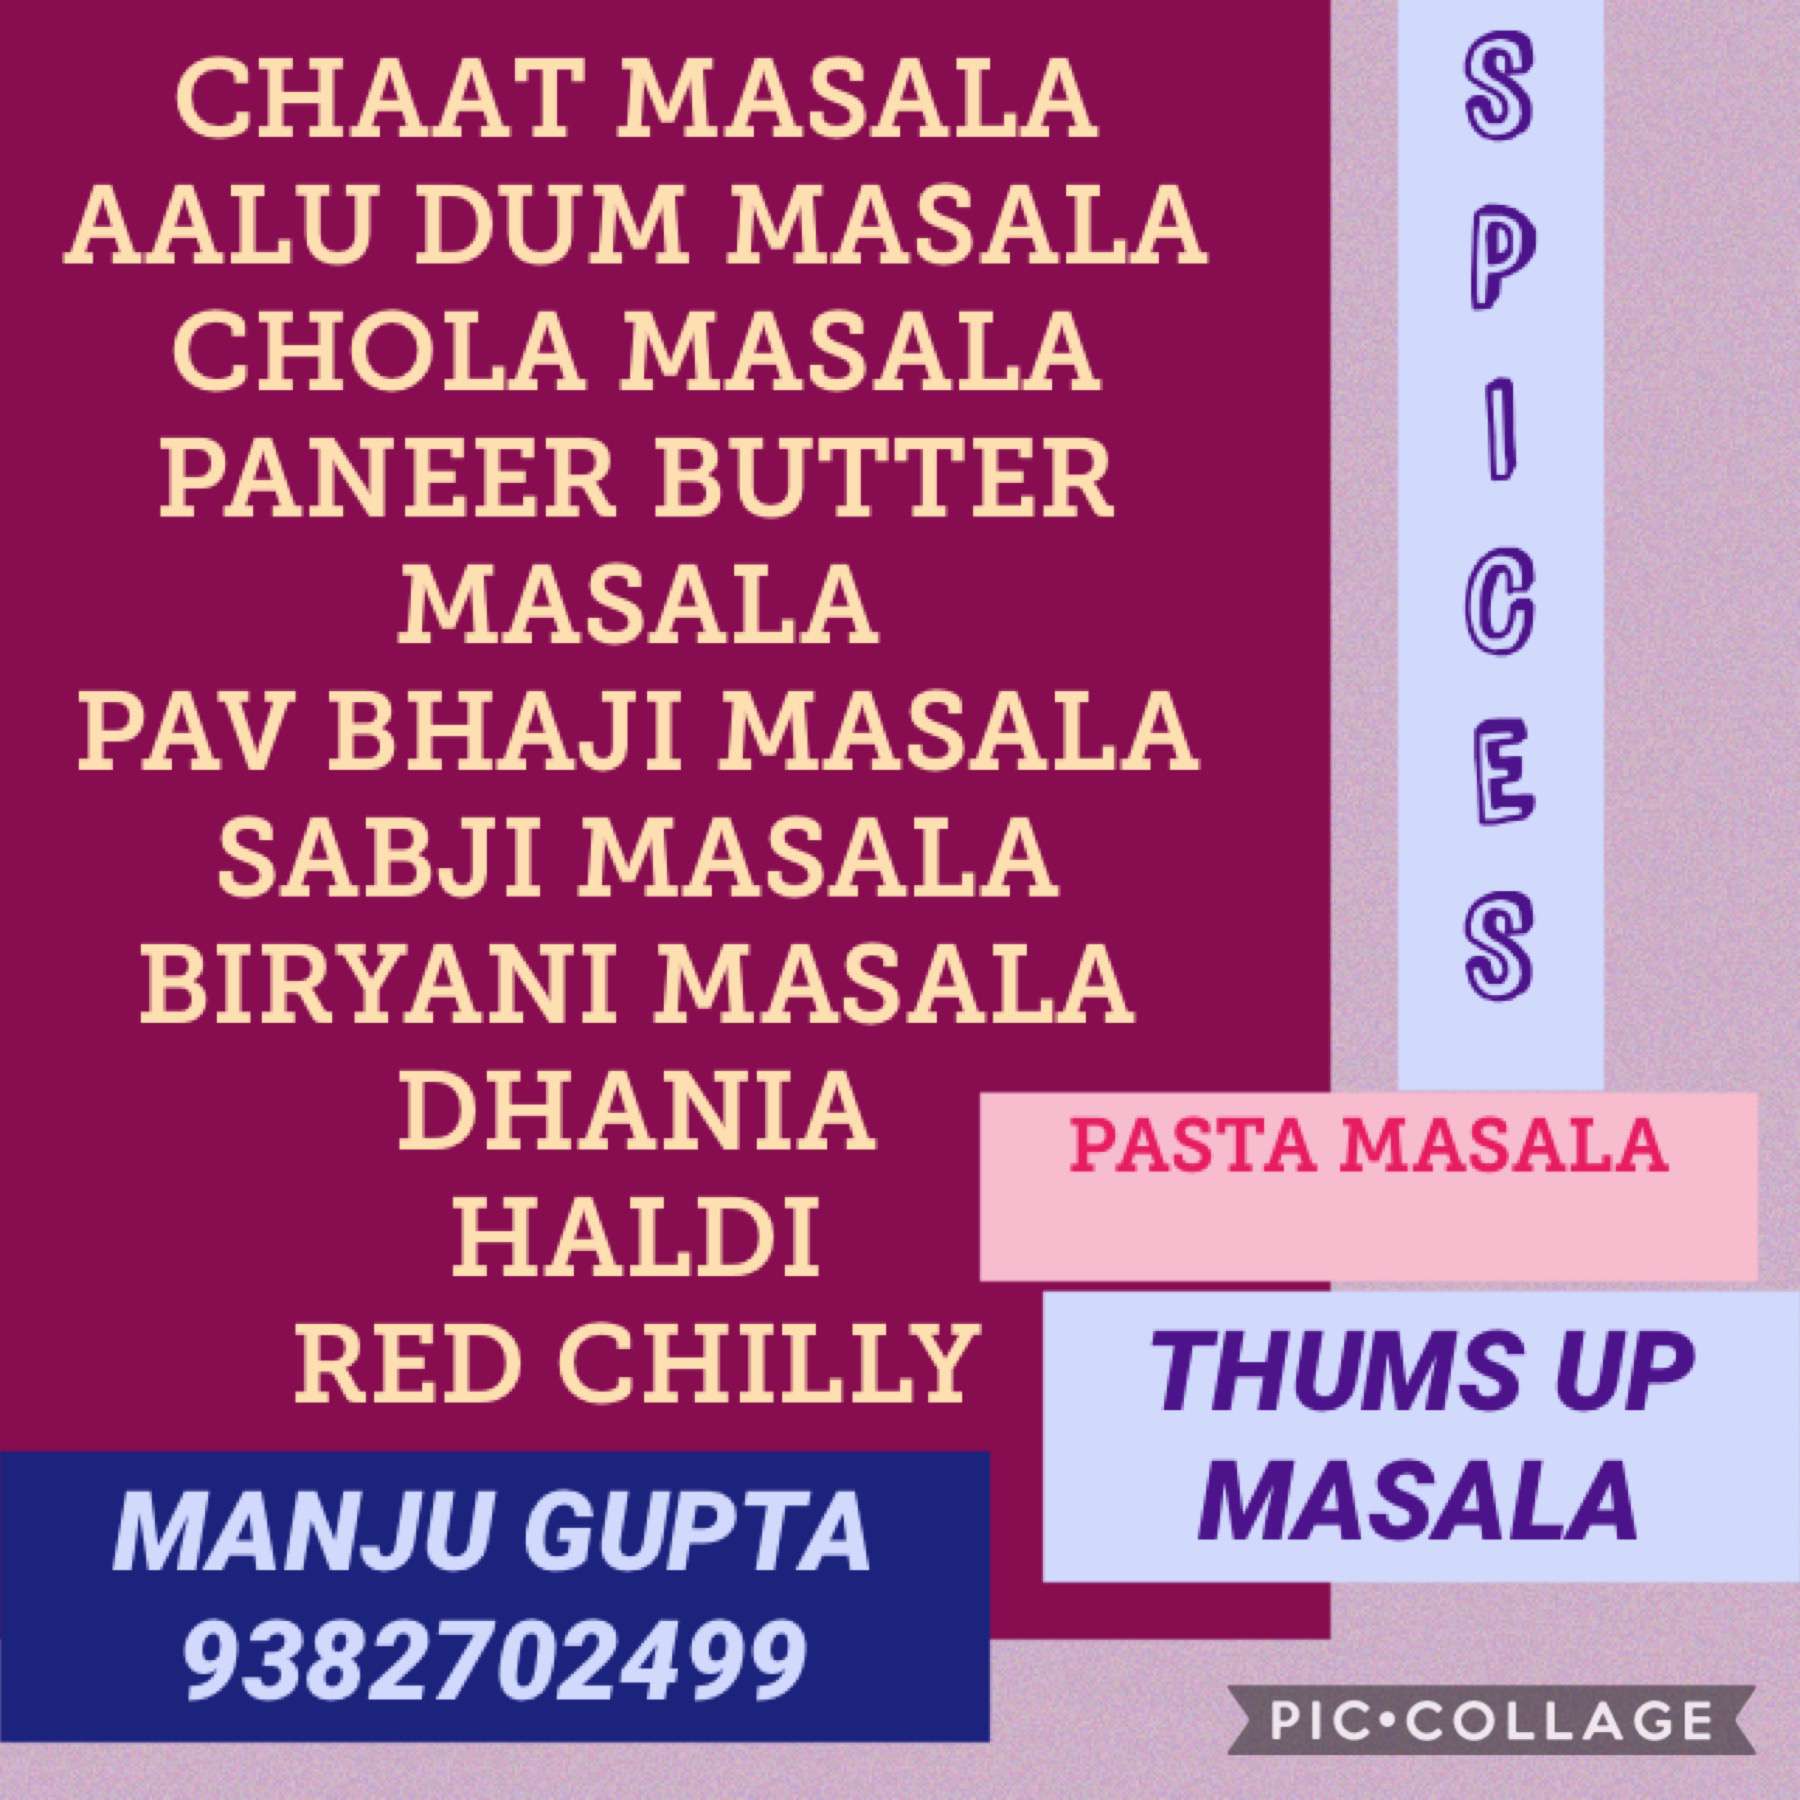 CHAAT MASALA
AALU DUM MASALA
CHOLA MASALA
PANEER BUTTER
MASALA
PAV BHAJI MASALA
SABJI MASALA
BIRYANI MASALA
DHANIA
HALDI
RED CHILLY
SPICES
PASTA MASALA
THUMS UP
MASALA
MANJU GUPTA
9382702499
PIC•COLLAGE